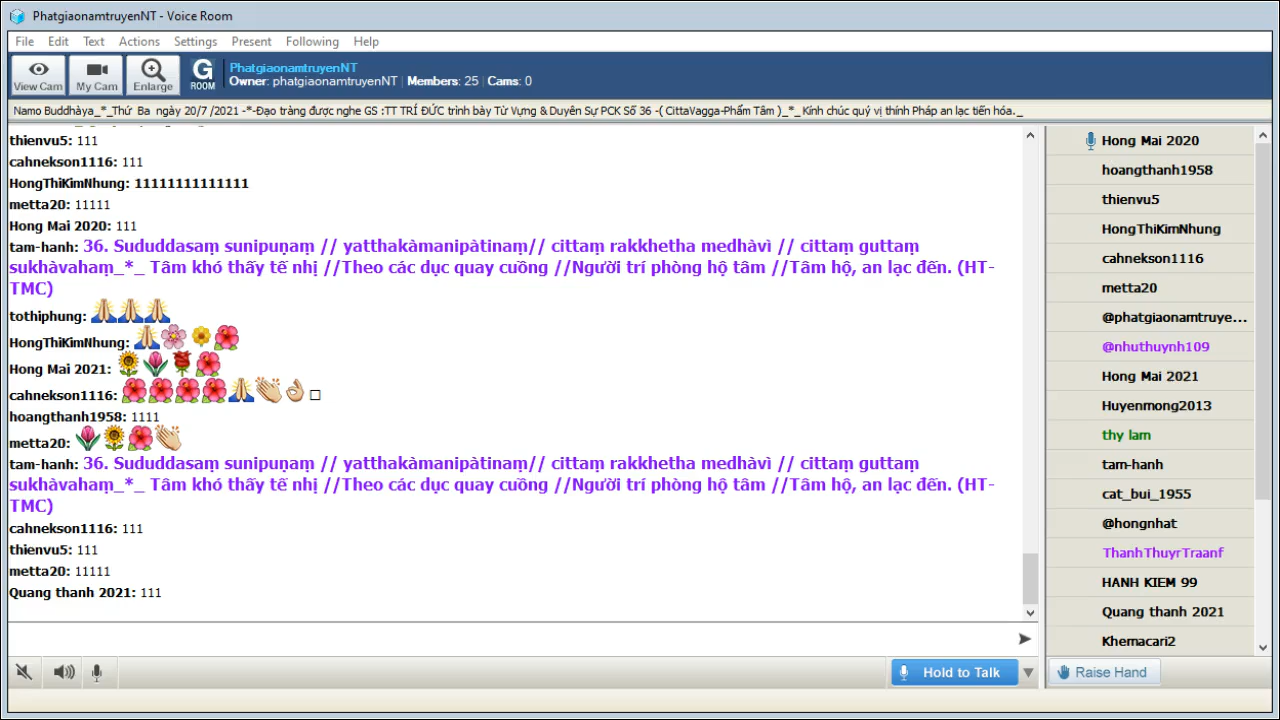 PhatgiaonamtruyenNT - Voice Room
File Edit Text Actions Settings Present Following Help
View Cam
My Cam
Enlarge
G
ROOM
PhatgiaonamtruyenNT
Owner: phatgiaonamtruyenNT | Members: 25 | Cams: 0
Namo Buddhàya_*_Thứ Ba ngày 20/7 /2021 -*-Đạo tràng được nghe GS :TT TRÍ ĐỨC trình bày Từ Vựng & Duyên Sự PCK Số 36 -( CittaVagga-Phẩm Tâm )_*_ Kính chúc quý vị thính Pháp an lạc tiến hóa._
thienvu5: 111
cahnekson1116: 111
HongThiKimNhung: 11111111111111
metta20: 11111
Hong Mai 2020: 111
tam-hanh: 36. Sududdasaṃ sunipuṇaṃ // yatthakàmanipàtinaṃ// cittaṃ rakkhetha medhàvì // cittaṃ guttaṃ
sukhàvahaṃ_*_ Tâm khó thấy tế nhị //Theo các dục quay cuồng //Người trí phòng hộ tâm //Tâm hộ, an lạc đến. (HT-
TMC)
tothiphung:
HongThiKimNhung:
Hong Mai 2021:
cahnekson1116:
hoangthanh1958: 1111
metta20:
tam-hanh: 36. Sududdasaṃ sunipuṇaṃ // yatthakàmanipàtinaṃ// cittaṃ rakkhetha medhàvì // cittaṃ guttaṃ
sukhàvahaṃ_*_ Tâm khó thấy tế nhị //Theo các dục quay cuồng //Người trí phòng hộ tâm //Tâm hộ, an lạc đến. (HT-
TMC)
cahnekson1116: 111
thienvu5: 111
metta20: 11111
Quang thanh 2021: 111
Hold to Talk
Hong Mai 2020
hoangthanh1958
thienvu5
HongThiKimNhung
cahnekson1116
metta20
@phatgiaonamtruye...
@nhuthuynh109
Hong Mai 2021
Huyenmong2013
thy lam
tam-hanh
cat_bui_1955
@hongnhat
ThanhThuyrTraanf
HANH KIEM 99
Quang thanh 2021
Khemacari2
Raise Hand